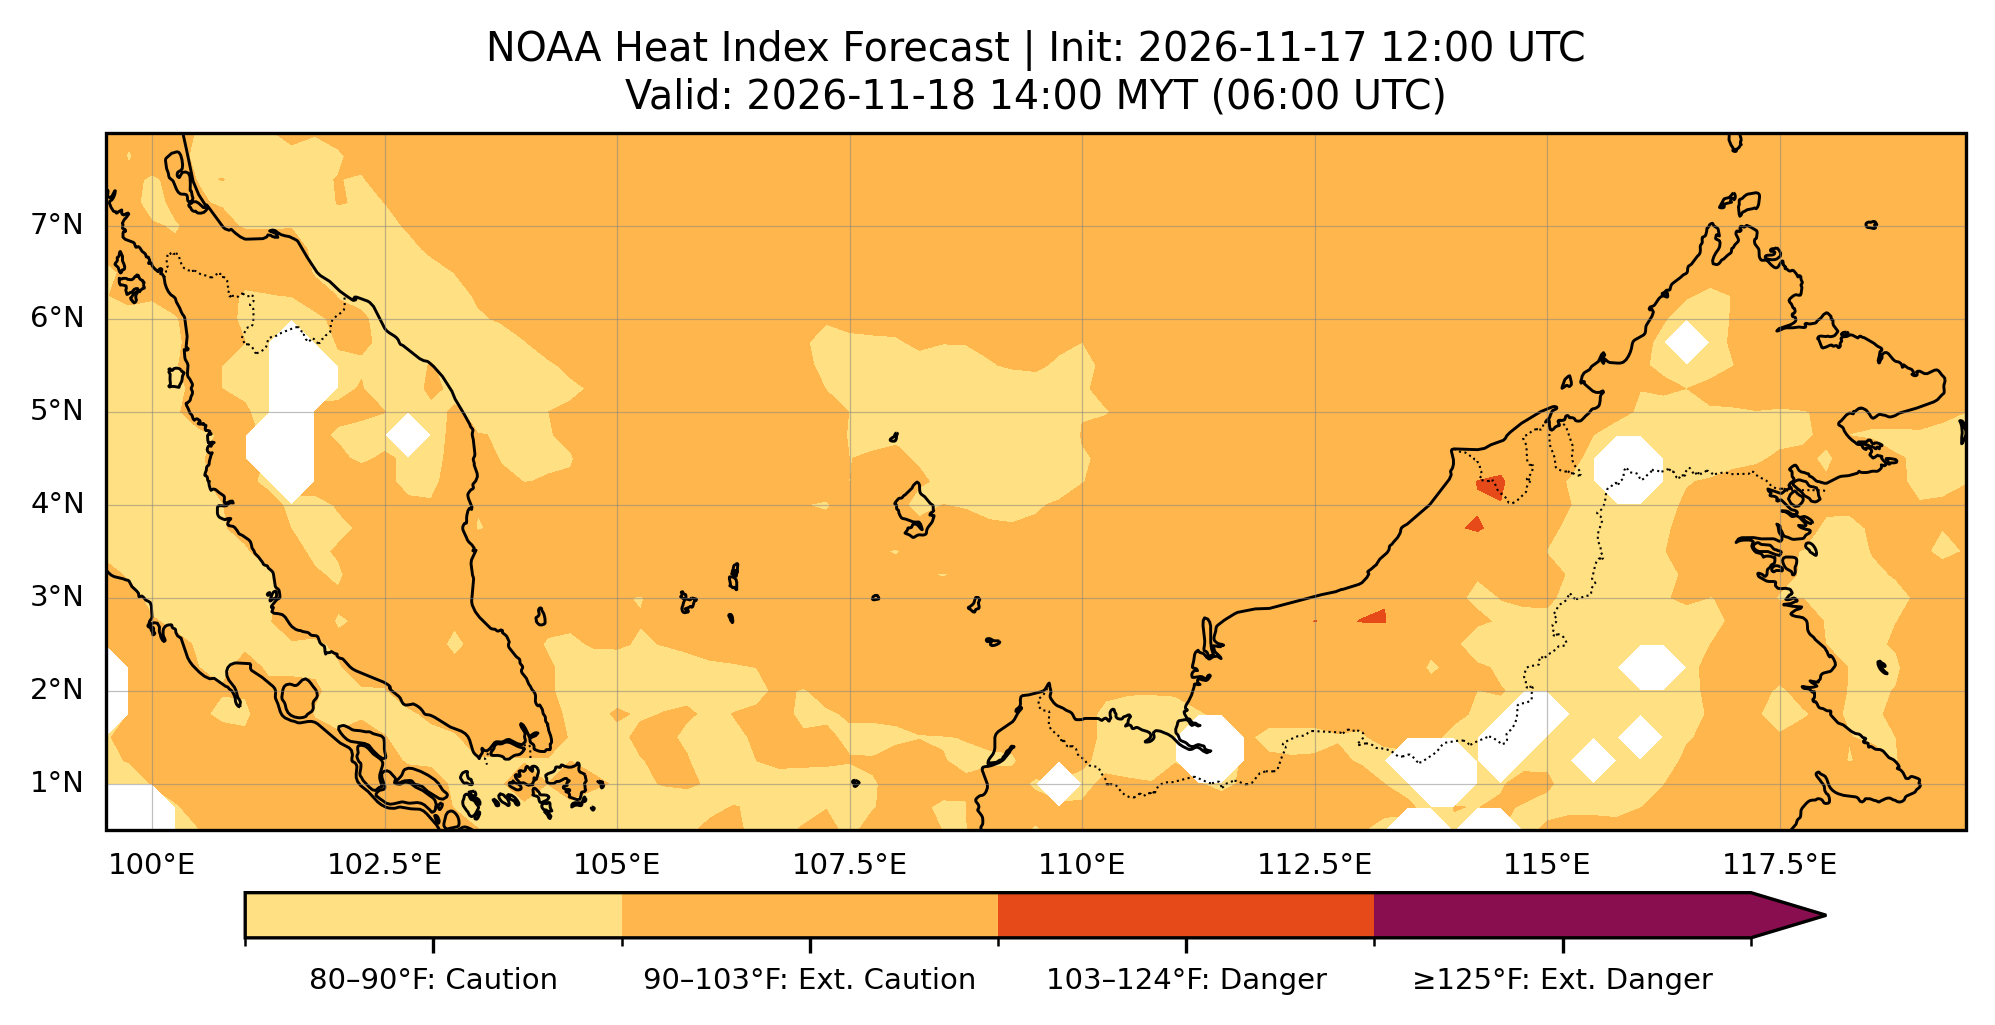 NOAA Heat Index Forecast | Init: 2026-11-17 12:00 UTC
Valid: 2026-11-18 14:00 MYT (06:00 UTC)
7°N
6°N
5°N
4°N
3°N
2°N
1°N
100°E 102.5°E 105°E 107.5°E 110°E 112.5°E 115°E 117.5°E
80–90°F: Caution 90–103°F: Ext. Caution 103–124°F: Danger ≥125°F: Ext. Danger